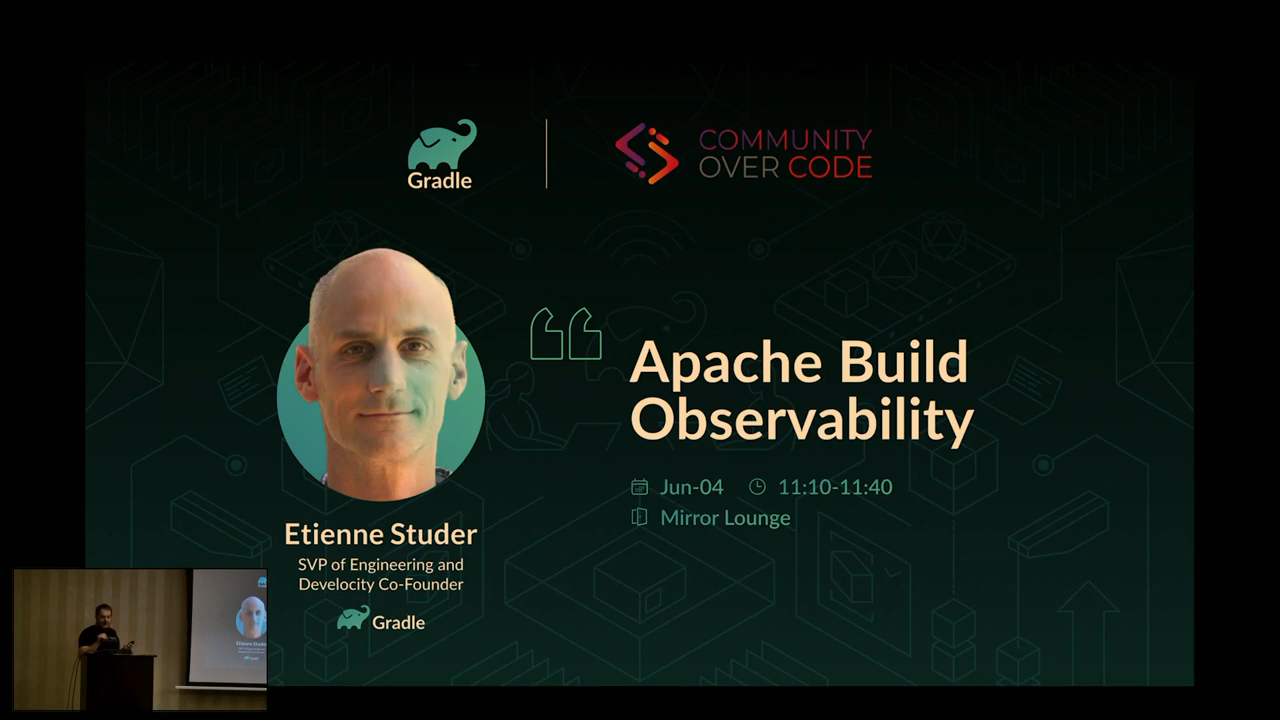 Gradle
COMMUNITY
OVER CODE
Apache Build
Observability
Jun-04
11:10-11:40
Mirror Lounge
Etienne Studer
SVP of Engineering and
Develocity Co-Founder
Gradle